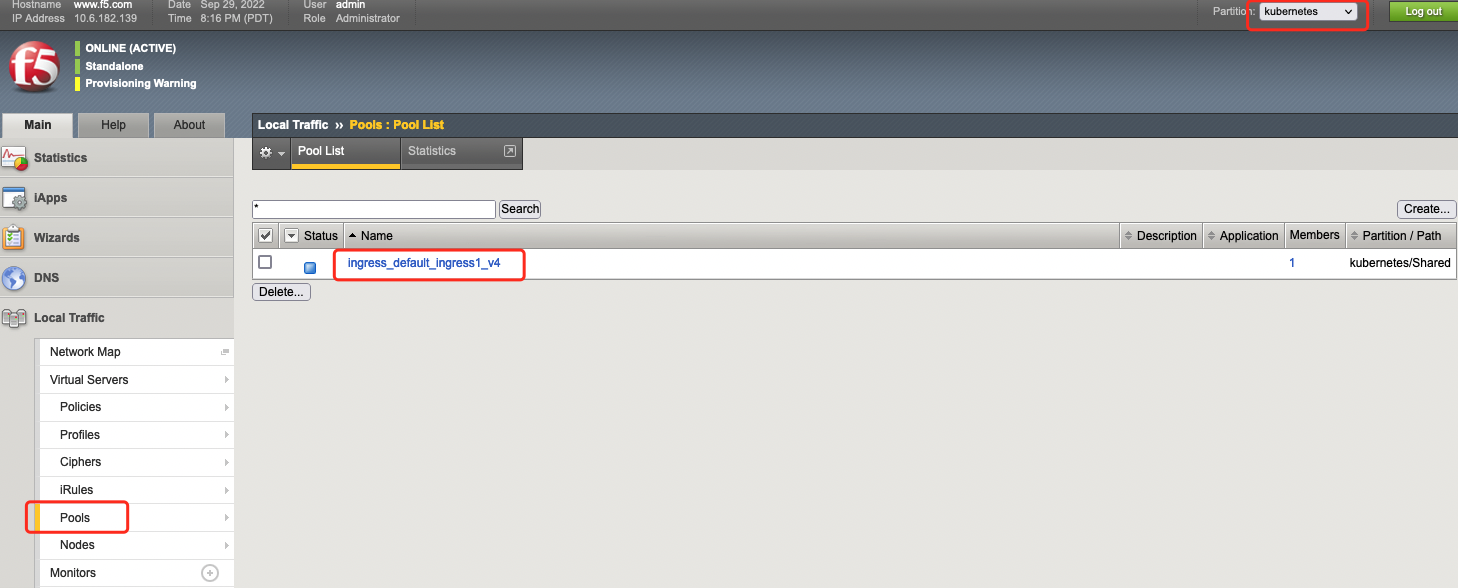 Hostname www.f5.com Date Sep 29, 2022 User admin Partition: kubernetes Log out
IP Address 10.6.182.139 Time 8:16 PM (PDT) Role Administrator
f5
ONLINE (ACTIVE)
Standalone
Provisioning Warning
Main Help About
Local Traffic ›› Pools : Pool List
Pool List Statistics
Statistics
iApps
Wizards
DNS
Local Traffic
Network Map
Virtual Servers
Policies
Profiles
Ciphers
iRules
Pools
Nodes
Monitors
* Search Create...
Status Name Description Application Members Partition / Path
ingress_default_ingress1_v4 1 kubernetes/Shared
Delete...